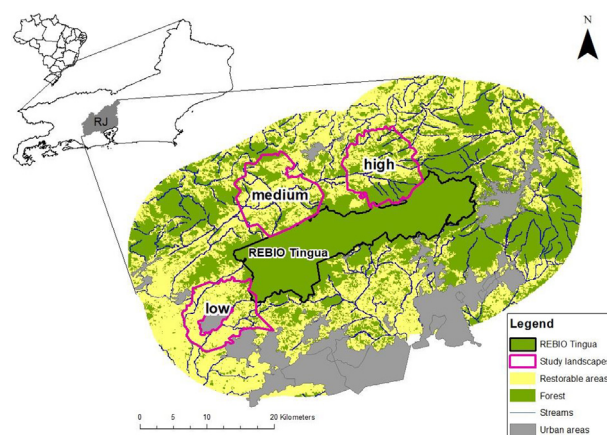 N
RJ
high
medium
REBIO Tingua
low
Legend
REBIO Tingua
Study landscapes
Restorable areas
Forest
Streams
Urban areas
0 5 10 20 Kilometers